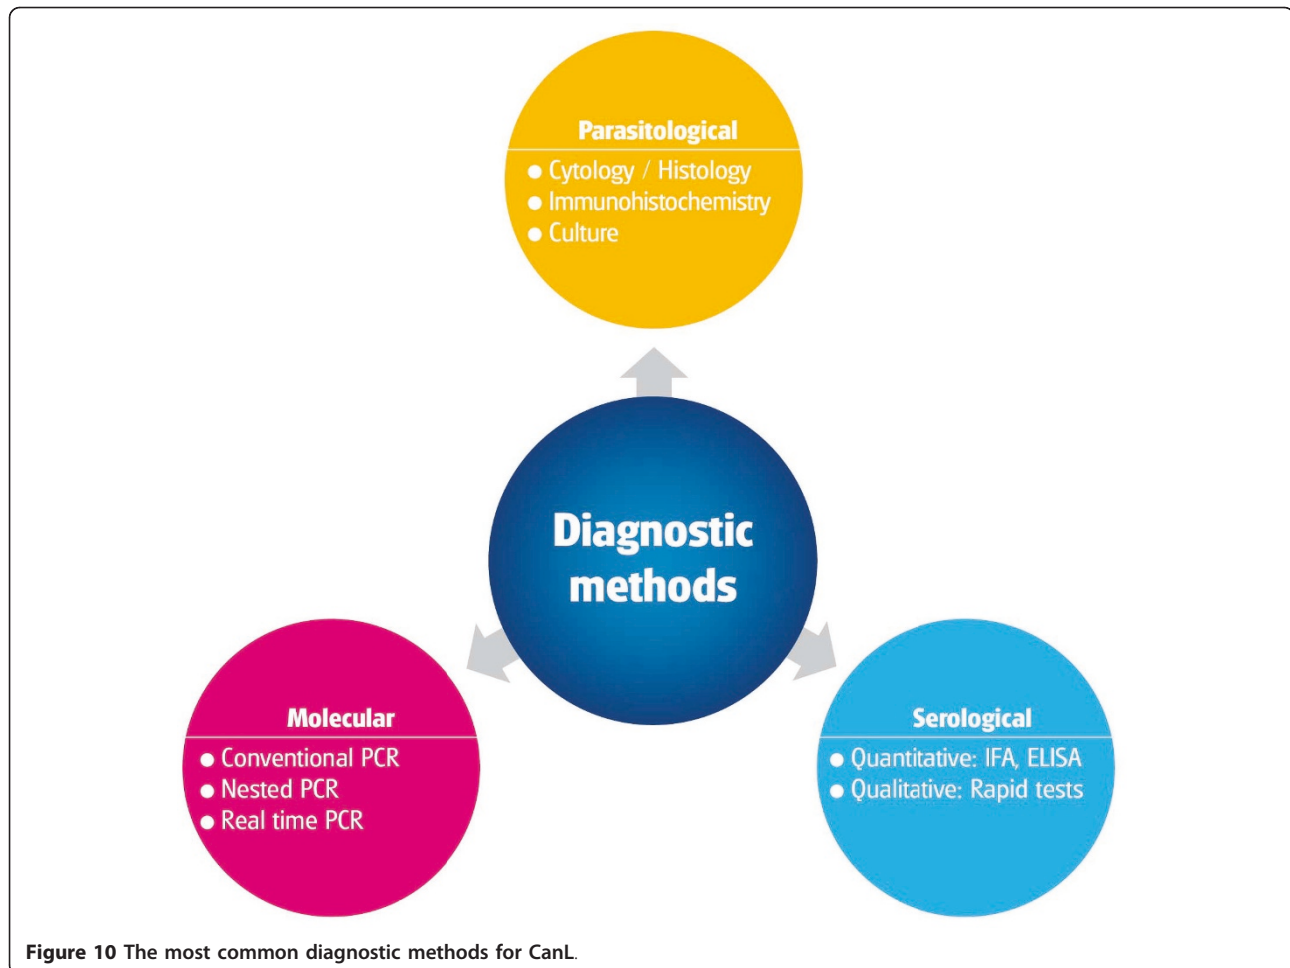 Parasitological
● Cytology / Histology
● Immunohistochemistry
● Culture
Diagnostic
methods
Molecular
● Conventional PCR
● Nested PCR
● Real time PCR
Serological
● Quantitative: IFA, ELISA
● Qualitative: Rapid tests
Figure 10 The most common diagnostic methods for CanL.